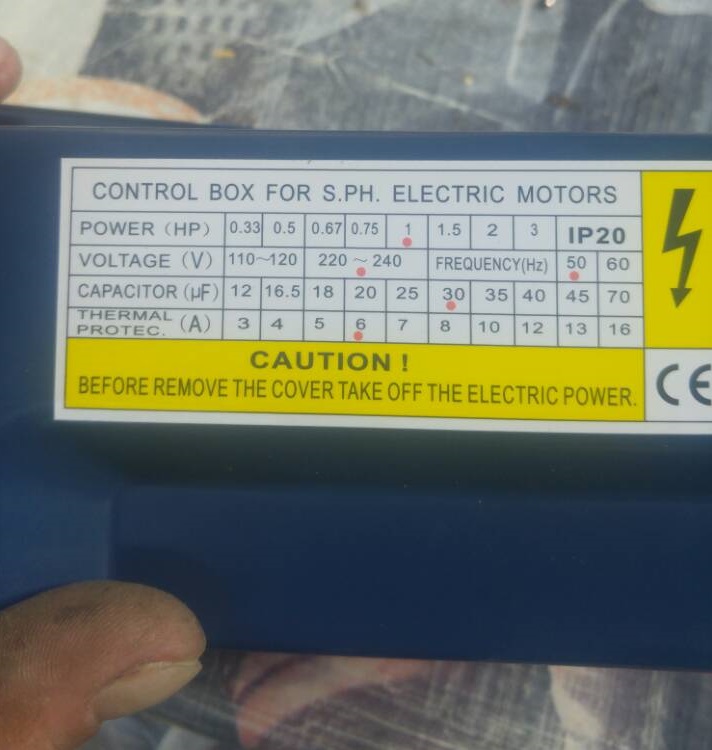 CONTROL BOX FOR S.PH. ELECTRIC MOTORS
POWER (HP) 0.33 0.5 0.67 0.75 1 1.5 2 3 IP20
VOLTAGE (V) 110~120 220 ~ 240 FREQUENCY(Hz) 50 60
CAPACITOR (μF) 12 16.5 18 20 25 30 35 40 45 70
THERMAL PROTEC. (A) 3 4 5 6 7 8 10 12 13 16
CAUTION !
BEFORE REMOVE THE COVER TAKE OFF THE ELECTRIC POWER.
CE